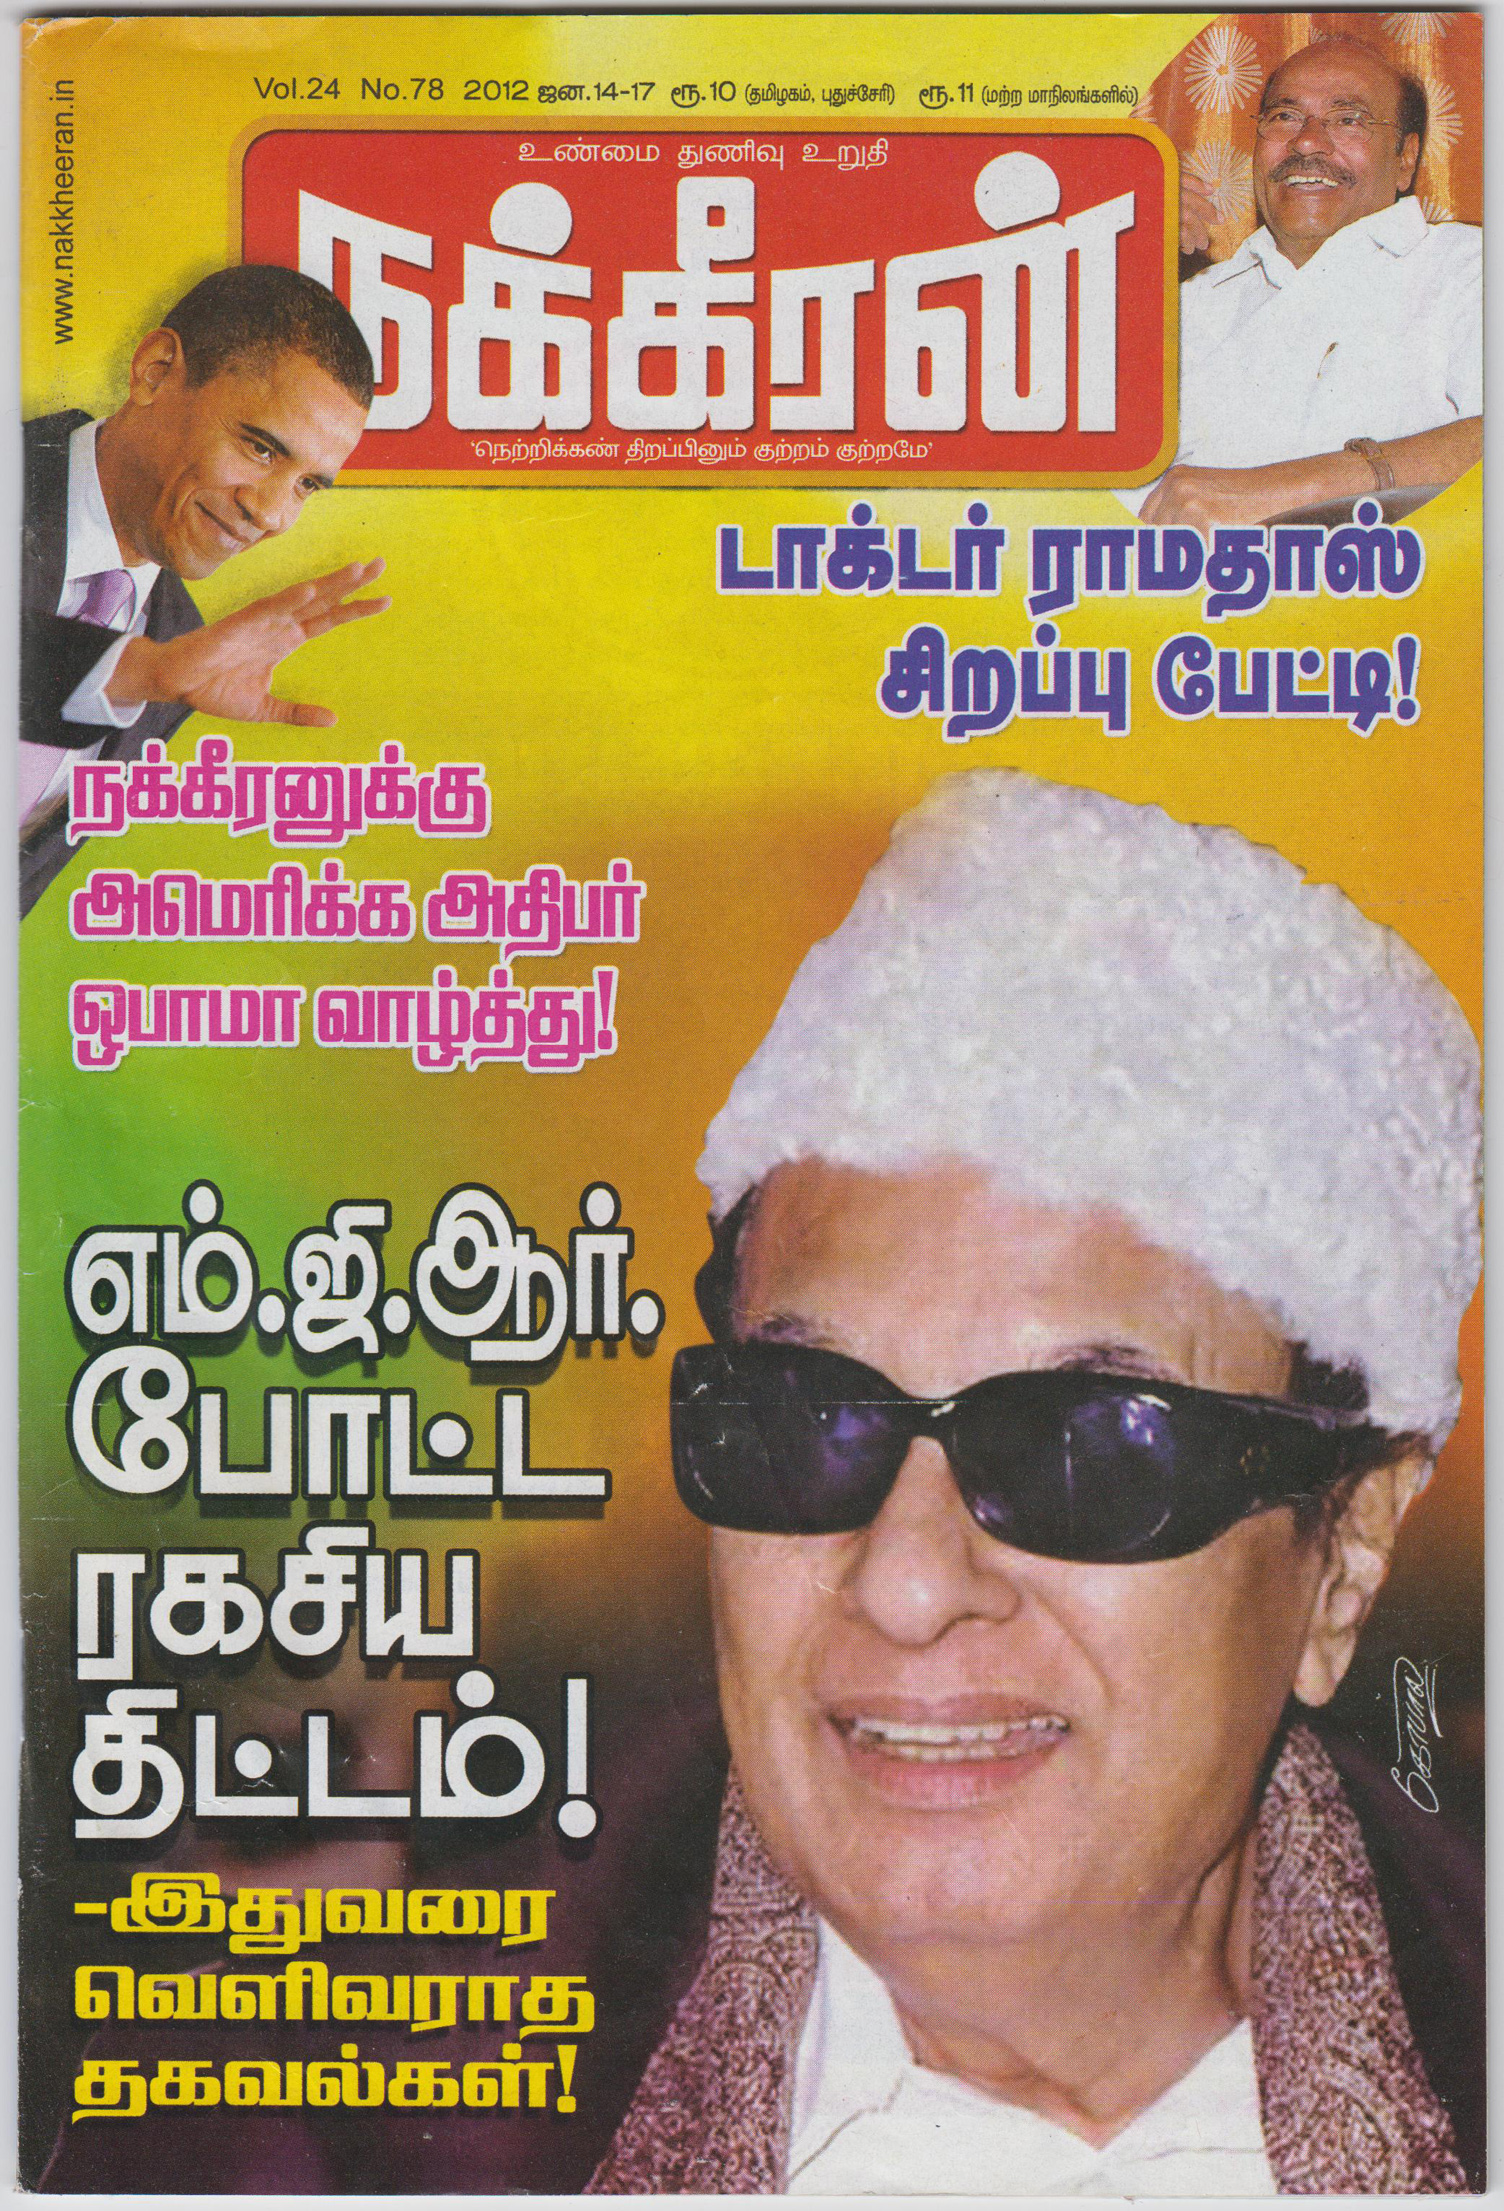 www.nakkheeran.in
Vol.24 No.78 2012 ஜன.14-17 ரூ.10 (தமிழகம், புதுச்சேரி) ரூ.11 (மற்ற மாநிலங்களில்)
உண்மை துணிவு உறுதி
நக்கீரன்
‘நெற்றிக்கண் திறப்பினும் குற்றம் குற்றமே’
டாக்டர் ராமதாஸ்
சிறப்பு பேட்டி!
நக்கீரனுக்கு
அமெரிக்க அதிபர்
ஒபாமா வாழ்த்து!
எம்.ஜி.ஆர்.
போட்ட
ரகசிய
திட்டம்!
-இதுவரை
வெளிவராத
தகவல்கள்!